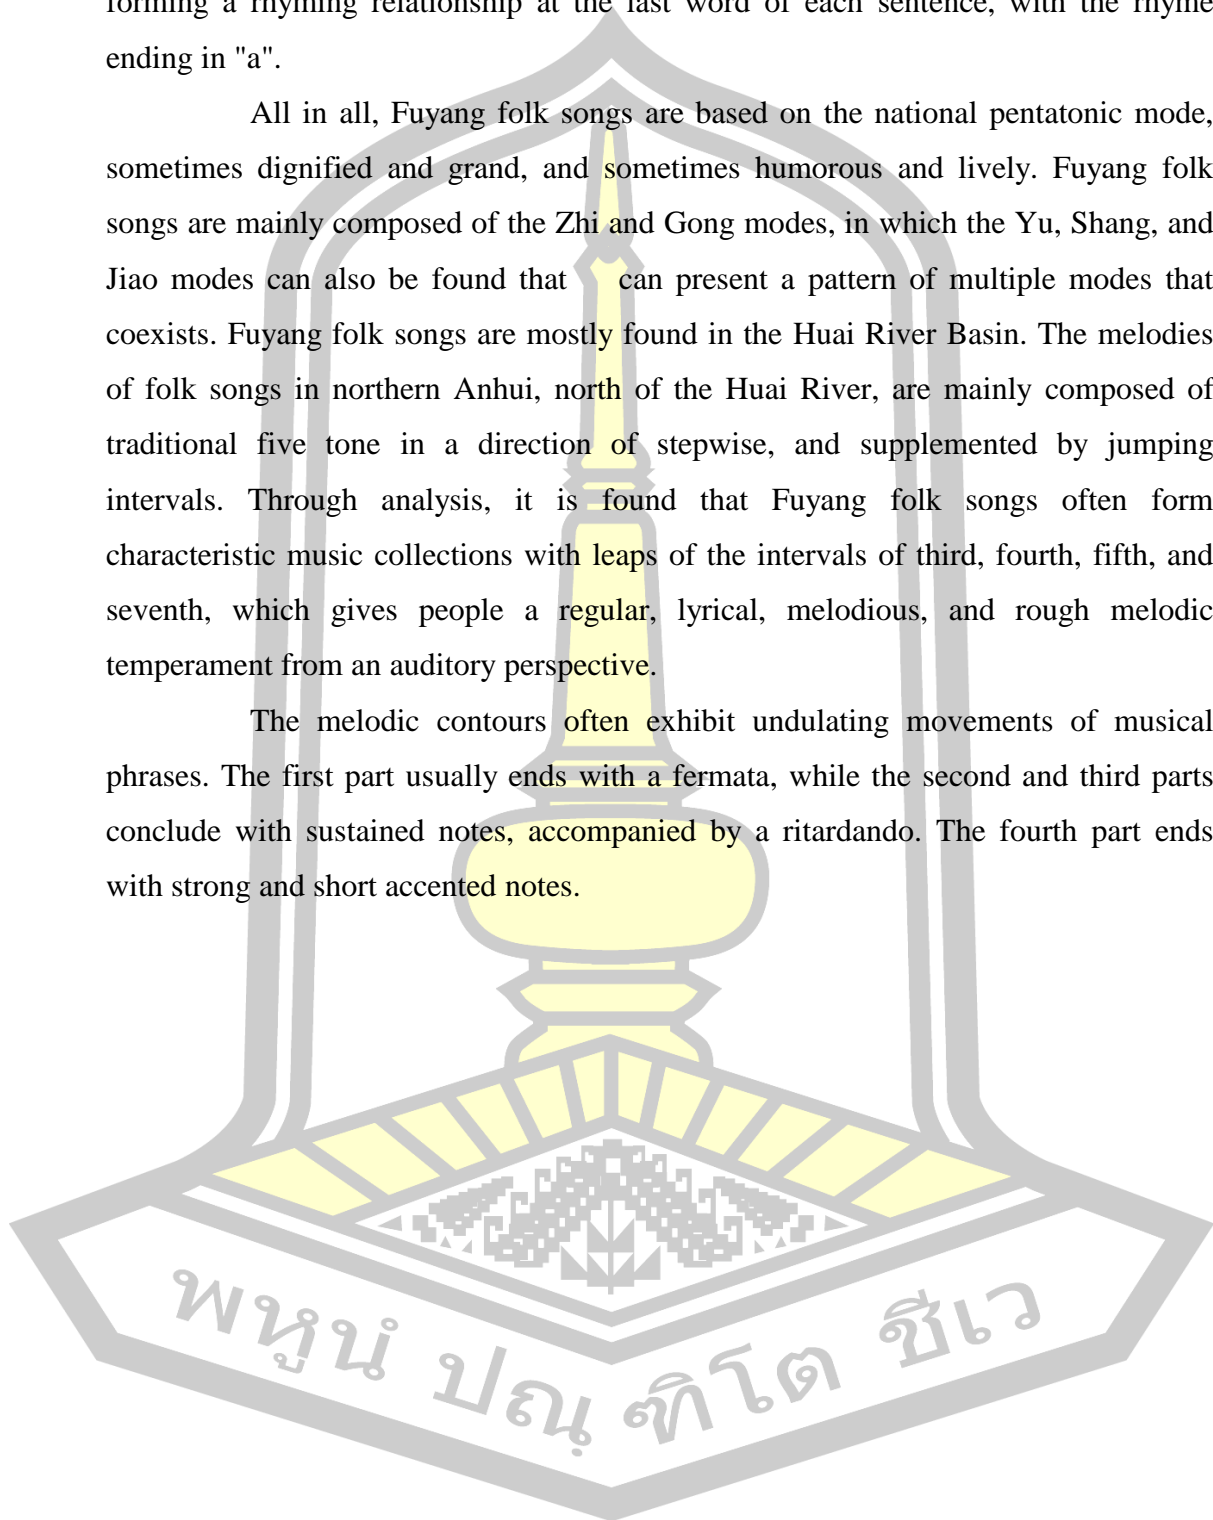 forming a rhyming relationship at the last word of each sentence, with the rhyme
ending in "a".
All in all, Fuyang folk songs are based on the national pentatonic mode,
sometimes dignified and grand, and sometimes humorous and lively. Fuyang folk
songs are mainly composed of the Zhi and Gong modes, in which the Yu, Shang, and
Jiao modes can also be found that can present a pattern of multiple modes that
coexists. Fuyang folk songs are mostly found in the Huai River Basin. The melodies
of folk songs in northern Anhui, north of the Huai River, are mainly composed of
traditional five tone in a direction of stepwise, and supplemented by jumping
intervals. Through analysis, it is found that Fuyang folk songs often form
characteristic music collections with leaps of the intervals of third, fourth, fifth, and
seventh, which gives people a regular, lyrical, melodious, and rough melodic
temperament from an auditory perspective.
The melodic contours often exhibit undulating movements of musical
phrases. The first part usually ends with a fermata, while the second and third parts
conclude with sustained notes, accompanied by a ritardando. The fourth part ends
with strong and short accented notes.
พหูนํ ปณฺฑิโต ชีเว